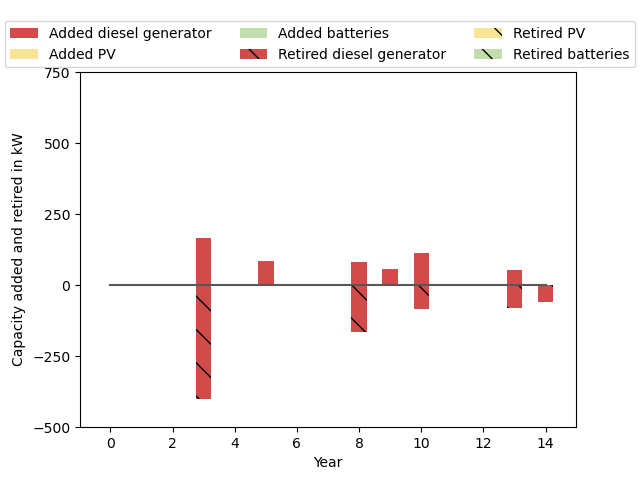 Added diesel generator
Added PV
Added batteries
Retired diesel generator
Retired PV
Retired batteries
Capacity added and retired in kW
750
500
250
0
−250
−500
0 2 4 6 8 10 12 14
Year